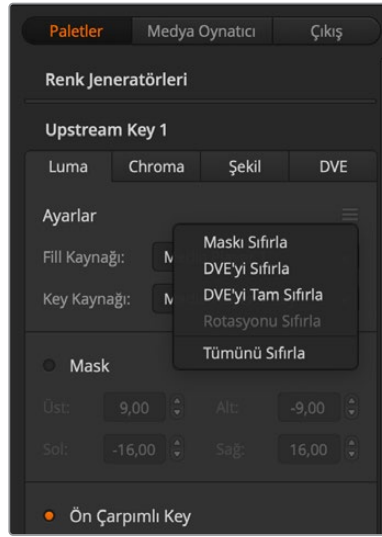 Paletler Medya Oynatıcı Çıkış
Renk Jeneratörleri
Upstream Key 1
Luma Chroma Şekil DVE
Ayarlar
Maskı Sıfırla
DVE'yi Sıfırla
DVE'yi Tam Sıfırla
Rotasyonu Sıfırla
Tümünü Sıfırla
Fill Kaynağı:
Key Kaynağı:
Mask
Üst: 9,00 Alt: -9,00
Sol: -16,00 Sağ: 16,00
Ön Çarpımlı Key